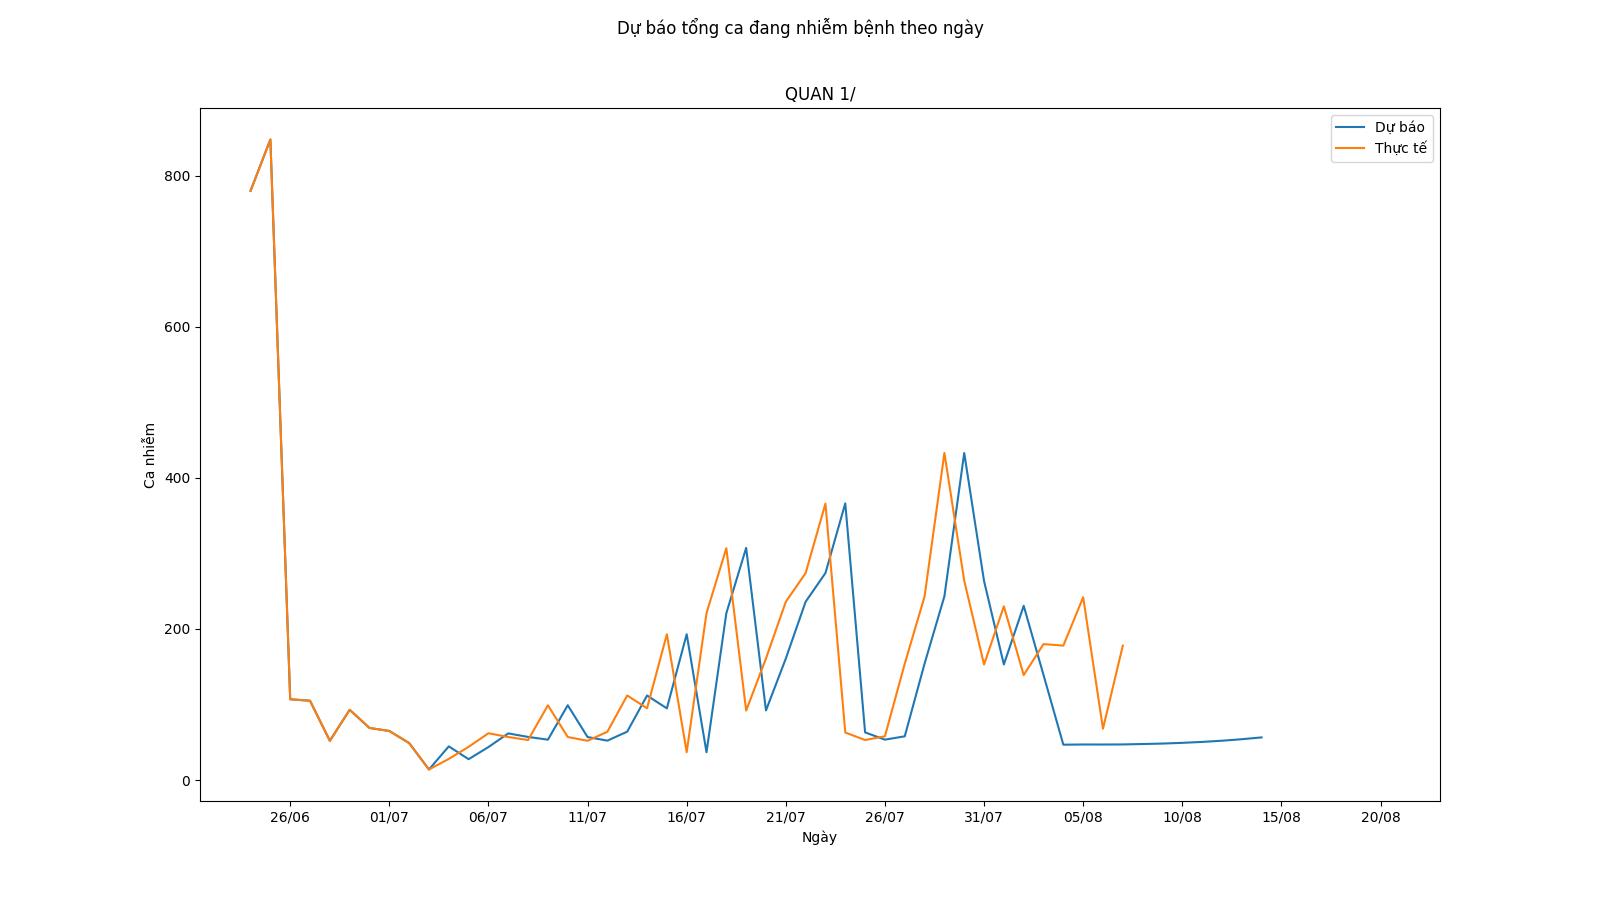 Dự báo tổng ca đang nhiễm bệnh theo ngày
QUAN 1/
Dự báo
Thực tế
800
600
400
200
0
Ca nhiễm
26/06 01/07 06/07 11/07 16/07 21/07 26/07 31/07 05/08 10/08 15/08 20/08
Ngày